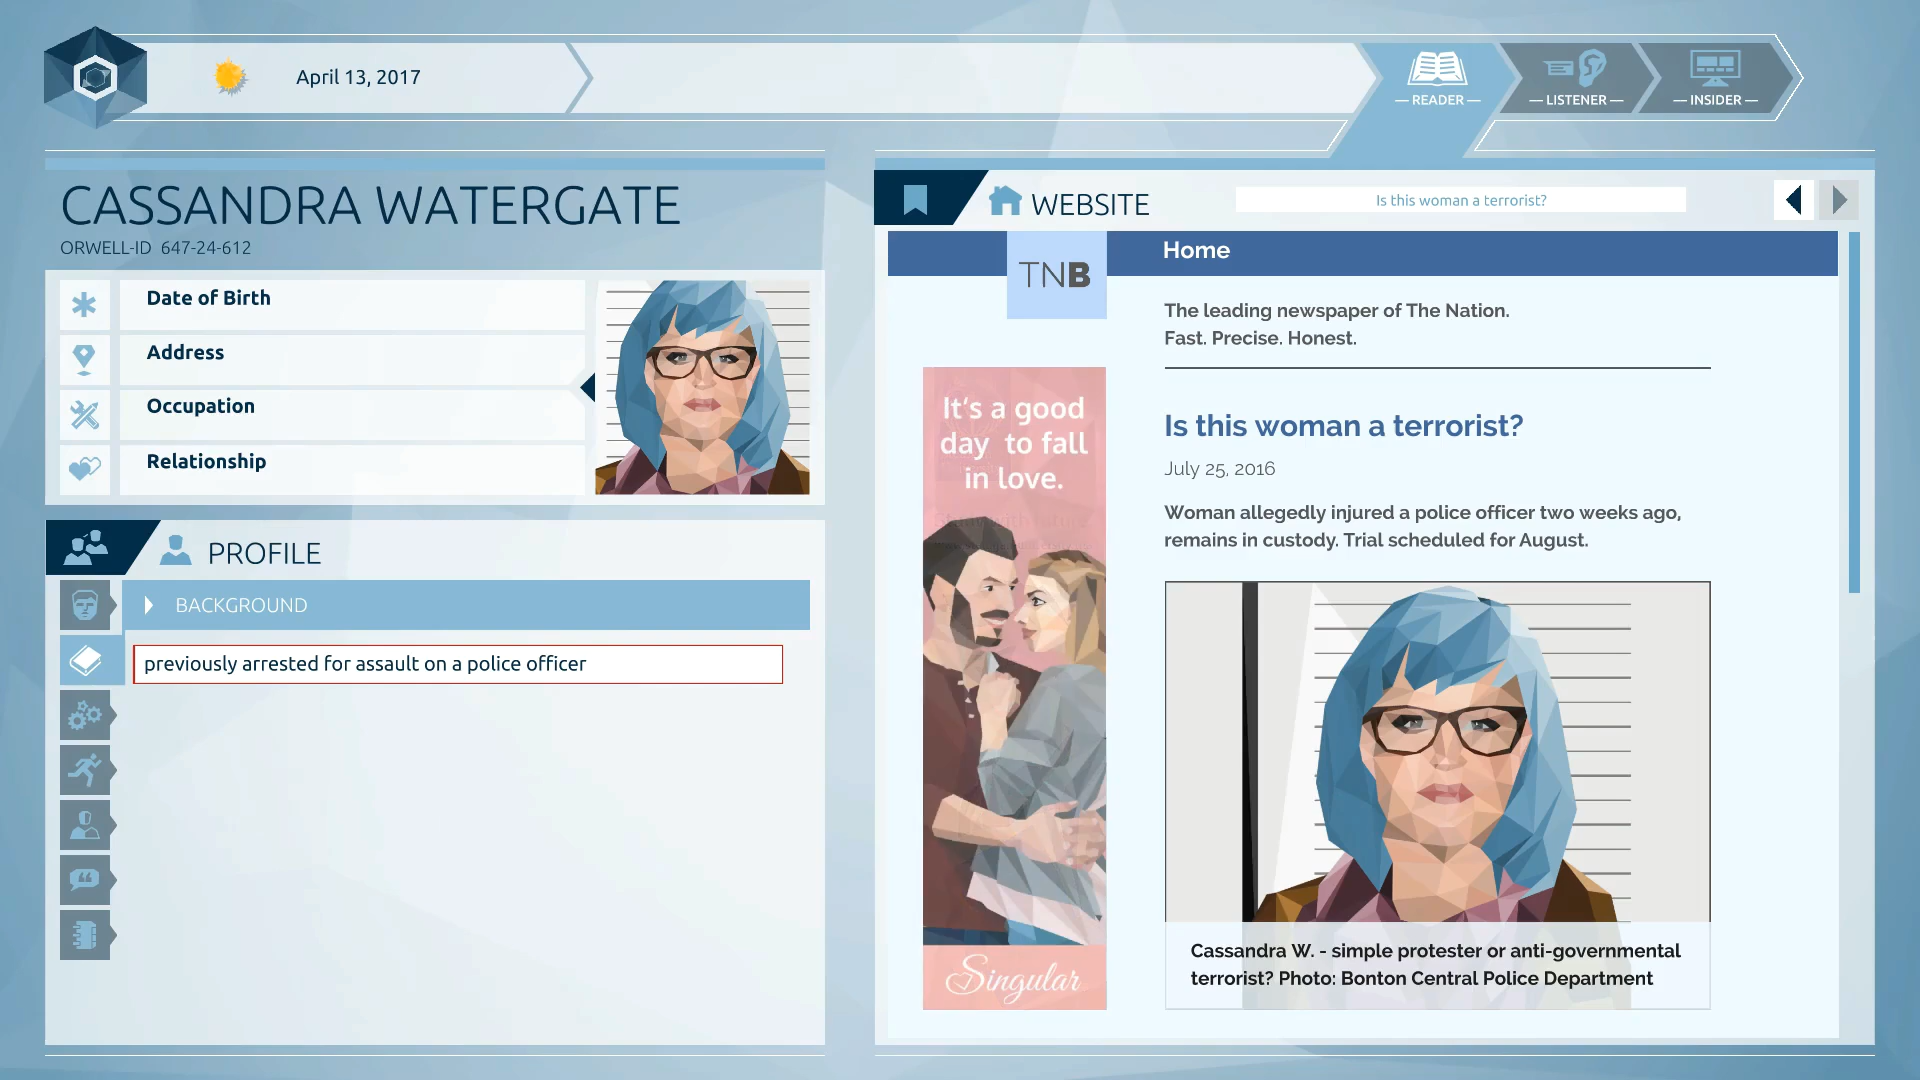 April 13, 2017
— READER —
— LISTENER —
— INSIDER —
CASSANDRA WATERGATE
ORWELL-ID 647-24-612
Date of Birth
Address
Occupation
Relationship
PROFILE
BACKGROUND
previously arrested for assault on a police officer
WEBSITE
Is this woman a terrorist?
TNB
Home
The leading newspaper of The Nation.
Fast. Precise. Honest.
It's a good
day to fall
in love.
Singular
Is this woman a terrorist?
July 25, 2016
Woman allegedly injured a police officer two weeks ago,
remains in custody. Trial scheduled for August.
Cassandra W. - simple protester or anti-governmental
terrorist? Photo: Bonton Central Police Department